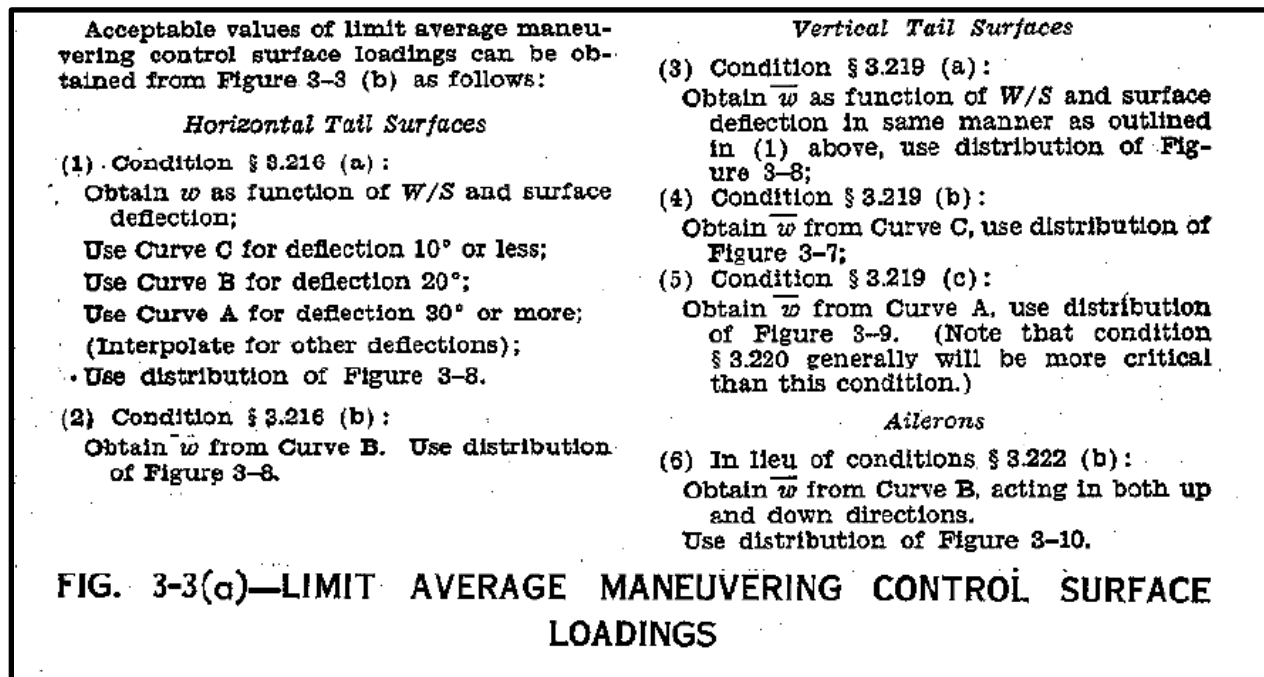 Acceptable values of limit average maneu-
vering control surface loadings can be ob-
tained from Figure 3-3 (b) as follows:
Horizontal Tail Surfaces
(1) Condition § 3.216 (a):
Obtain w as function of W/S and surface
deflection;
Use Curve C for deflection 10° or less;
Use Curve B for deflection 20°;
Use Curve A for deflection 30° or more;
(Interpolate for other deflections);
Use distribution of Figure 3-8.
(2) Condition § 3.216 (b):
Obtain w̅ from Curve B. Use distribution
of Figure 3-8.
Vertical Tail Surfaces
(3) Condition § 3.219 (a):
Obtain w̅ as function of W/S and surface
deflection in same manner as outlined
in (1) above, use distribution of Fig-
ure 3-8;
(4) Condition § 3.219 (b):
Obtain w̅ from Curve C, use distribution of
Figure 3-7;
(5) Condition § 3.219 (c):
Obtain w̅ from Curve A, use distribution
of Figure 3-9. (Note that condition
§ 3.220 generally will be more critical
than this condition.)
Ailerons
(6) In lieu of conditions § 3.222 (b):
Obtain w̅ from Curve B, acting in both up
and down directions.
Use distribution of Figure 3-10.
FIG. 3-3(a)—LIMIT AVERAGE MANEUVERING CONTROL SURFACE
LOADINGS